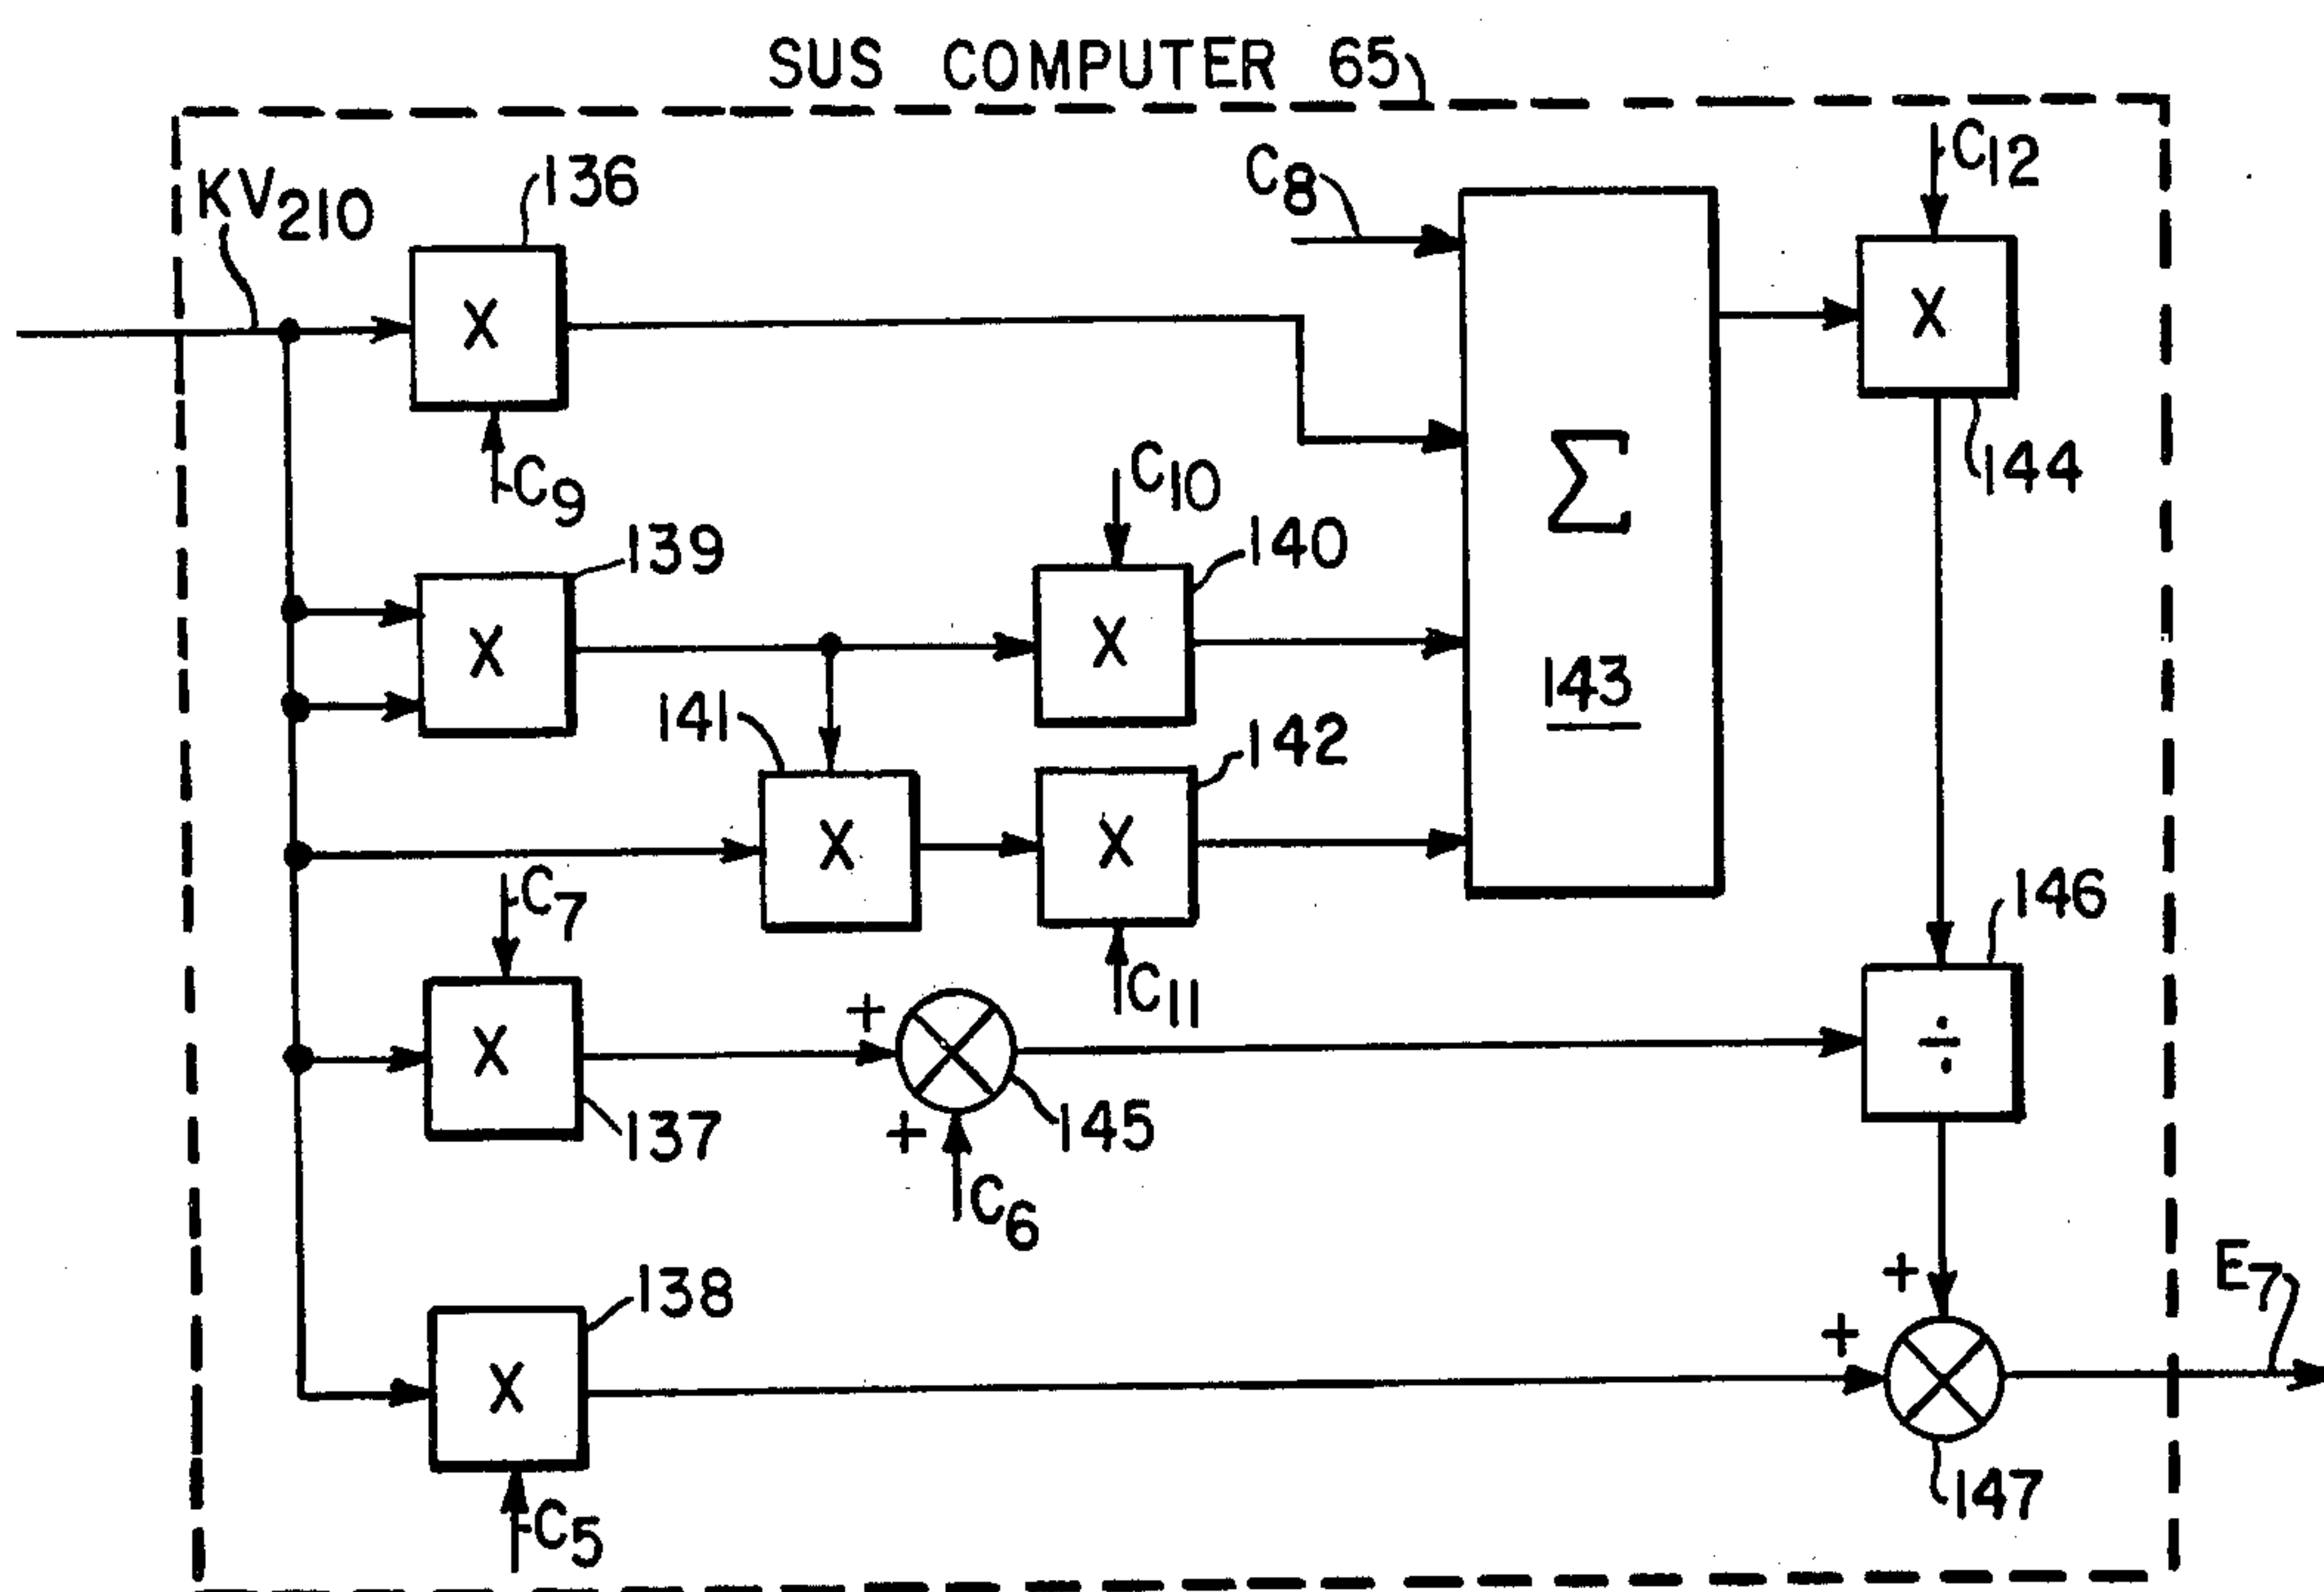 SUS COMPUTER 65
KV210
136
C8
C12
X
X
144
C9
C10
139
140
Σ
X
X
143
141
142
X
X
C7
C11
146
X
+
÷
137
+
145
C6
138
+
E7
+
X
147
C5